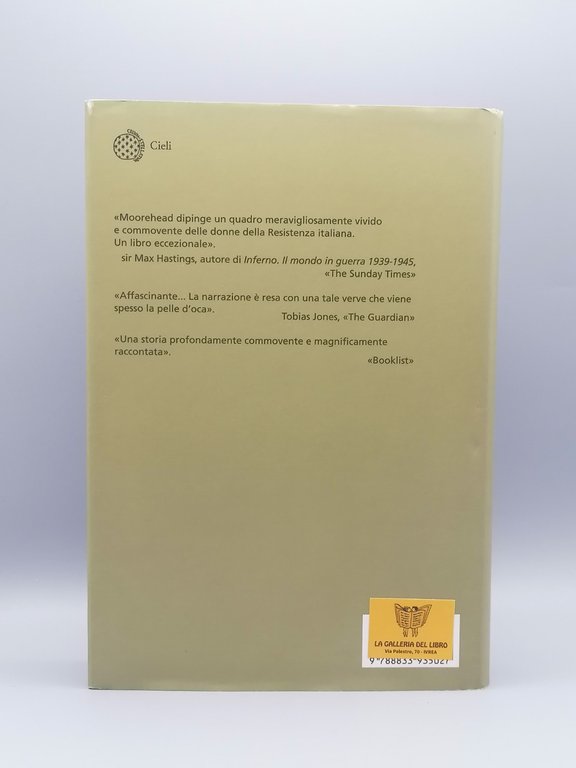 Cieli
«Moorehead dipinge un quadro meravigliosamente vivido
e commovente delle donne della Resistenza italiana.
Un libro eccezionale».
sir Max Hastings, autore di Inferno. Il mondo in guerra 1939-1945,
«The Sunday Times»
«Affascinante... La narrazione è resa con una tale verve che viene
spesso la pelle d'oca».
Tobias Jones, «The Guardian»
«Una storia profondamente commovente e magnificamente
raccontata».
«Booklist»
LA GALLERIA DEL LIBRO
Via Palestro, 70 - IVREA
9 788833 935027